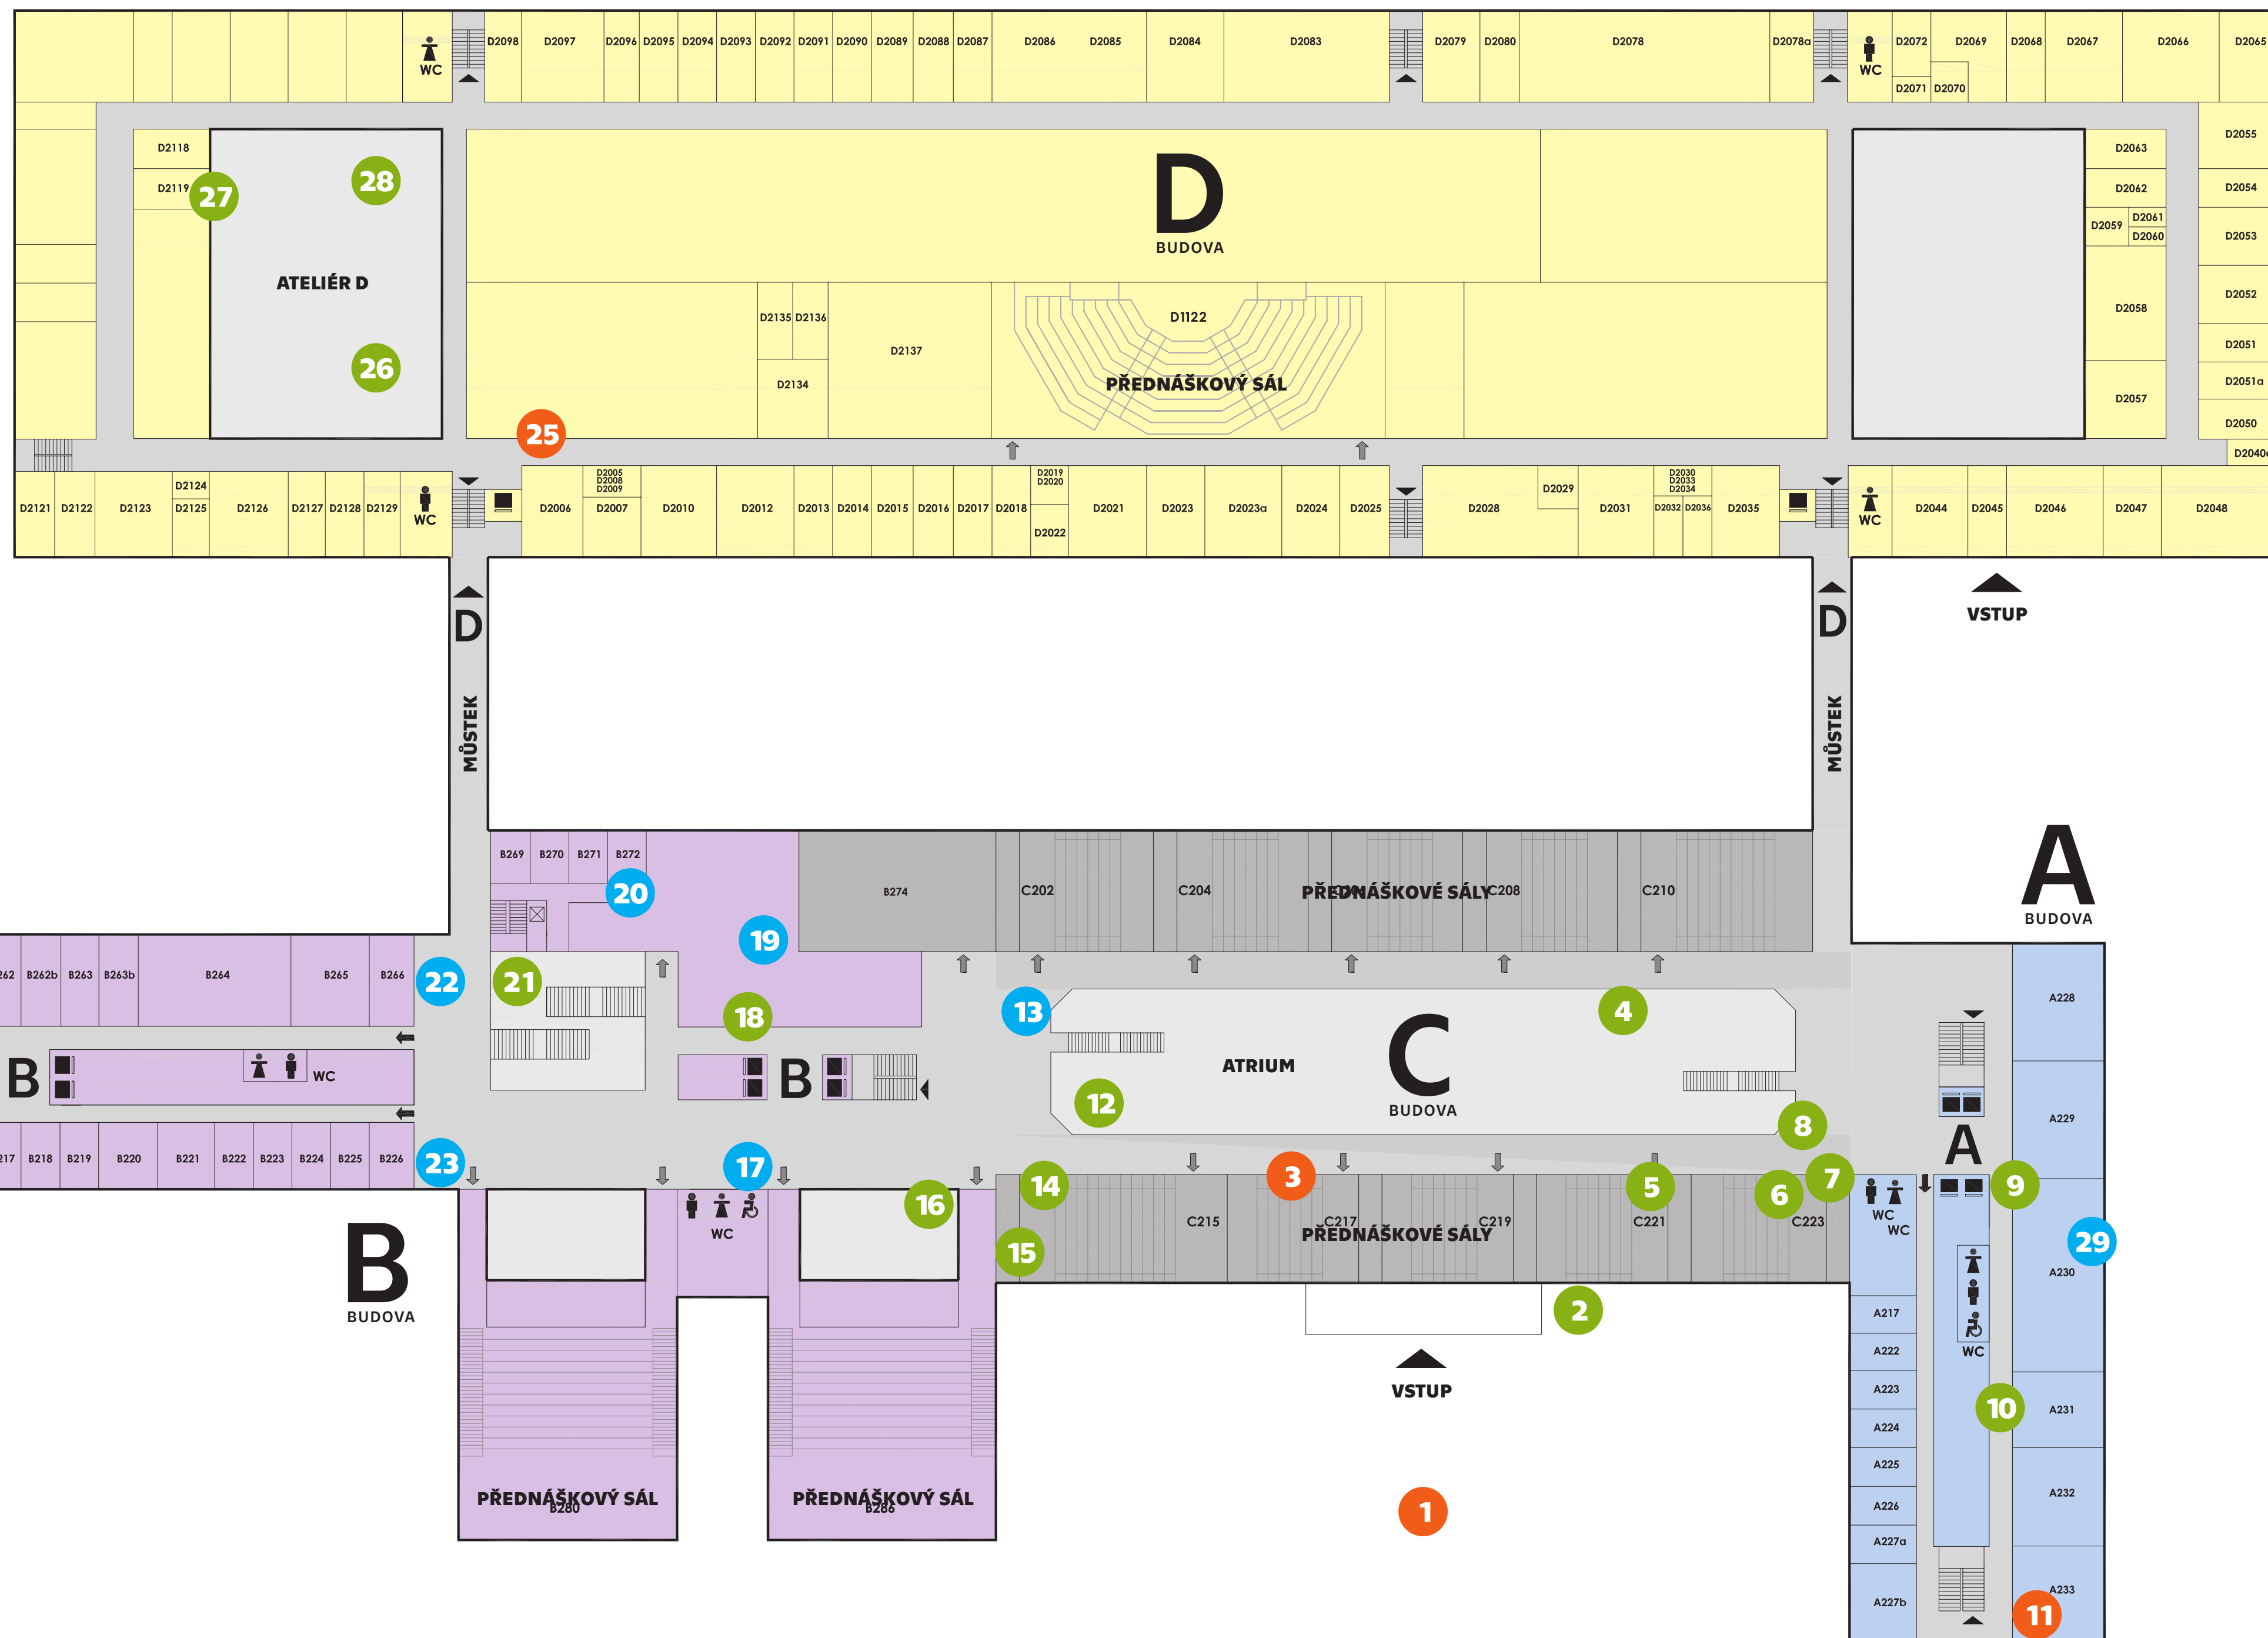 D2098 D2097 D2096 D2095 D2094 D2093 D2092 D2091 D2090 D2089 D2088 D2087 D2086 D2085 D2084 D2083 D2079 D2080 D2078 D2078a D2072 D2069 D2068 D2067 D2066 D2065
WC
WC
D2071 D2070
D2118
D2119
27
28
ATELIÉR D
26
D
BUDOVA
D2135 D2136
D2134
D2137
D1122
PŘEDNÁŠKOVÝ SÁL
25
D2063
D2062
D2059
D2061
D2060
D2058
D2057
D2055
D2054
D2053
D2052
D2051
D2051a
D2050
D2121 D2122 D2123
D2124
D2125
D2126 D2127 D2128 D2129
WC
D2006
D2005
D2008
D2009
D2007
D2010 D2012 D2013 D2014 D2015 D2016 D2017 D2018
D2019
D2020
D2022
D2021 D2023 D2023a D2024 D2025 D2028
D2029
D2031
D2030
D2033
D2034
D2032 D2036
D2035
WC
D2044 D2045 D2046 D2047 D2048
VSTUP
D
MŮSTEK
D
MŮSTEK
A
BUDOVA
B269 B270 B271 B272
20
19
B274
C202 C204 PŘEDNÁŠKOVÉ SÁLY C208 C210
B262b B263 B263b B264 B265 B266
22
21
18
13
4
B
WC
B
ATRIUM
C
BUDOVA
12
8
B218 B219 B220 B221 B222 B223 B224 B225 B226
23
17
WC
16
14
15
3
5
6
7
C215 C217 C219 C221 C223
PŘEDNÁŠKOVÉ SÁLY
2
VSTUP
1
B
BUDOVA
PŘEDNÁŠKOVÝ SÁL
B280
PŘEDNÁŠKOVÝ SÁL
B286
A
WC
WC
9
29
WC
10
11
A217
A222
A223
A224
A225
A226
A227a
A227b
A228
A229
A230
A231
A232
A233